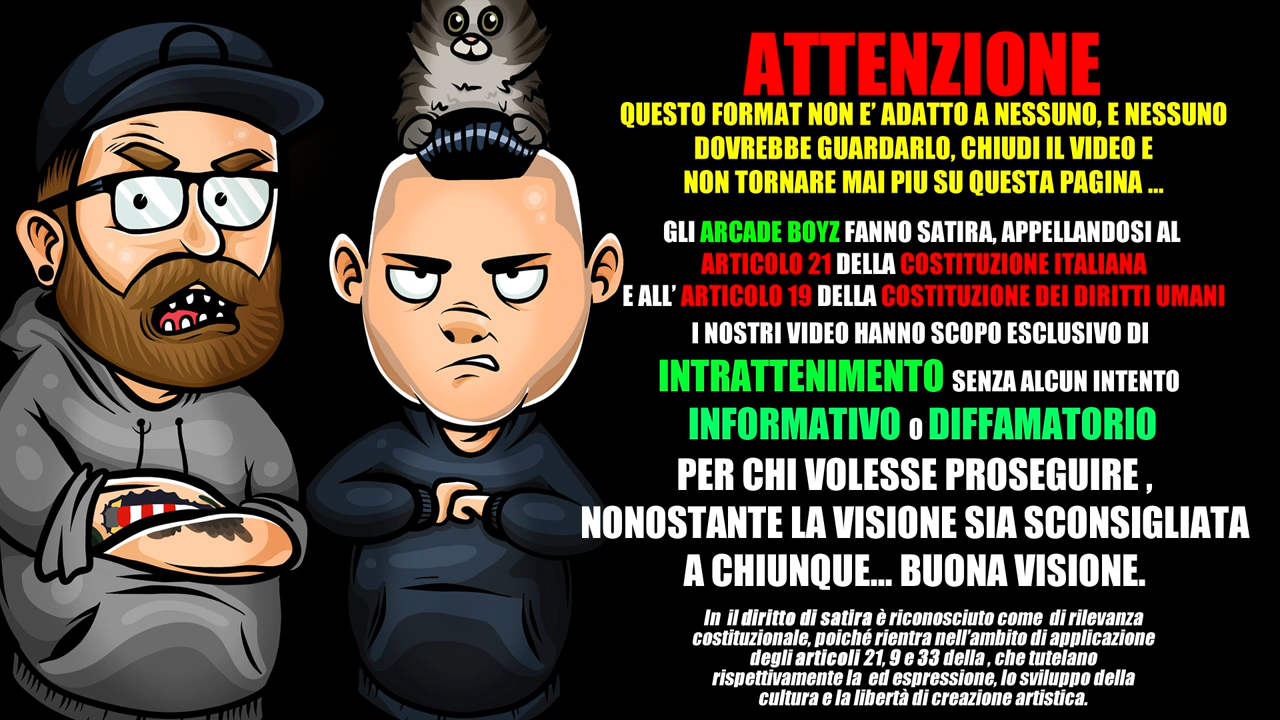 ATTENZIONE
QUESTO FORMAT NON E' ADATTO A NESSUNO, E NESSUNO
DOVREBBE GUARDARLO, CHIUDI IL VIDEO E
NON TORNARE MAI PIU SU QUESTA PAGINA ...
GLI ARCADE BOYZ FANNO SATIRA, APPELLANDOSI AL
ARTICOLO 21 DELLA COSTITUZIONE ITALIANA
E ALL' ARTICOLO 19 DELLA COSTITUZIONE DEI DIRITTI UMANI
I NOSTRI VIDEO HANNO SCOPO ESCLUSIVO DI
INTRATTENIMENTO SENZA ALCUN INTENTO
INFORMATIVO O DIFFAMATORIO
PER CHI VOLESSE PROSEGUIRE ,
NONOSTANTE LA VISIONE SIA SCONSIGLIATA
A CHIUNQUE... BUONA VISIONE.
In il diritto di satira è riconosciuto come di rilevanza
costituzionale, poiché rientra nell'ambito di applicazione
degli articoli 21, 9 e 33 della , che tutelano
rispettivamente la ed espressione, lo sviluppo della
cultura e la libertà di creazione artistica.